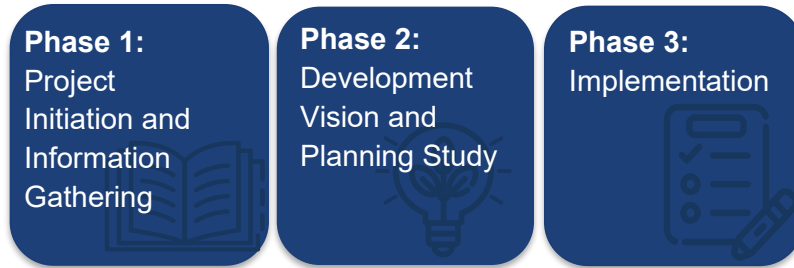 Phase 1:
Project
Initiation and
Information
Gathering
Phase 2:
Development
Vision and
Planning Study
Phase 3:
Implementation